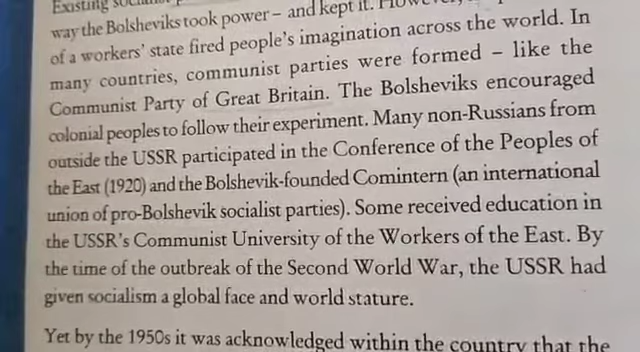 Existing
way the Bolsheviks took power – and kept it. However,
of a workers' state fired people's imagination across the world. In
many countries, communist parties were formed – like the
Communist Party of Great Britain. The Bolsheviks encouraged
colonial peoples to follow their experiment. Many non-Russians from
outside the USSR participated in the Conference of the Peoples of
the East (1920) and the Bolshevik-founded Comintern (an international
union of pro-Bolshevik socialist parties). Some received education in
the USSR's Communist University of the Workers of the East. By
the time of the outbreak of the Second World War, the USSR had
given socialism a global face and world stature.
Yet by the 1950s it was acknowledged within the country that the